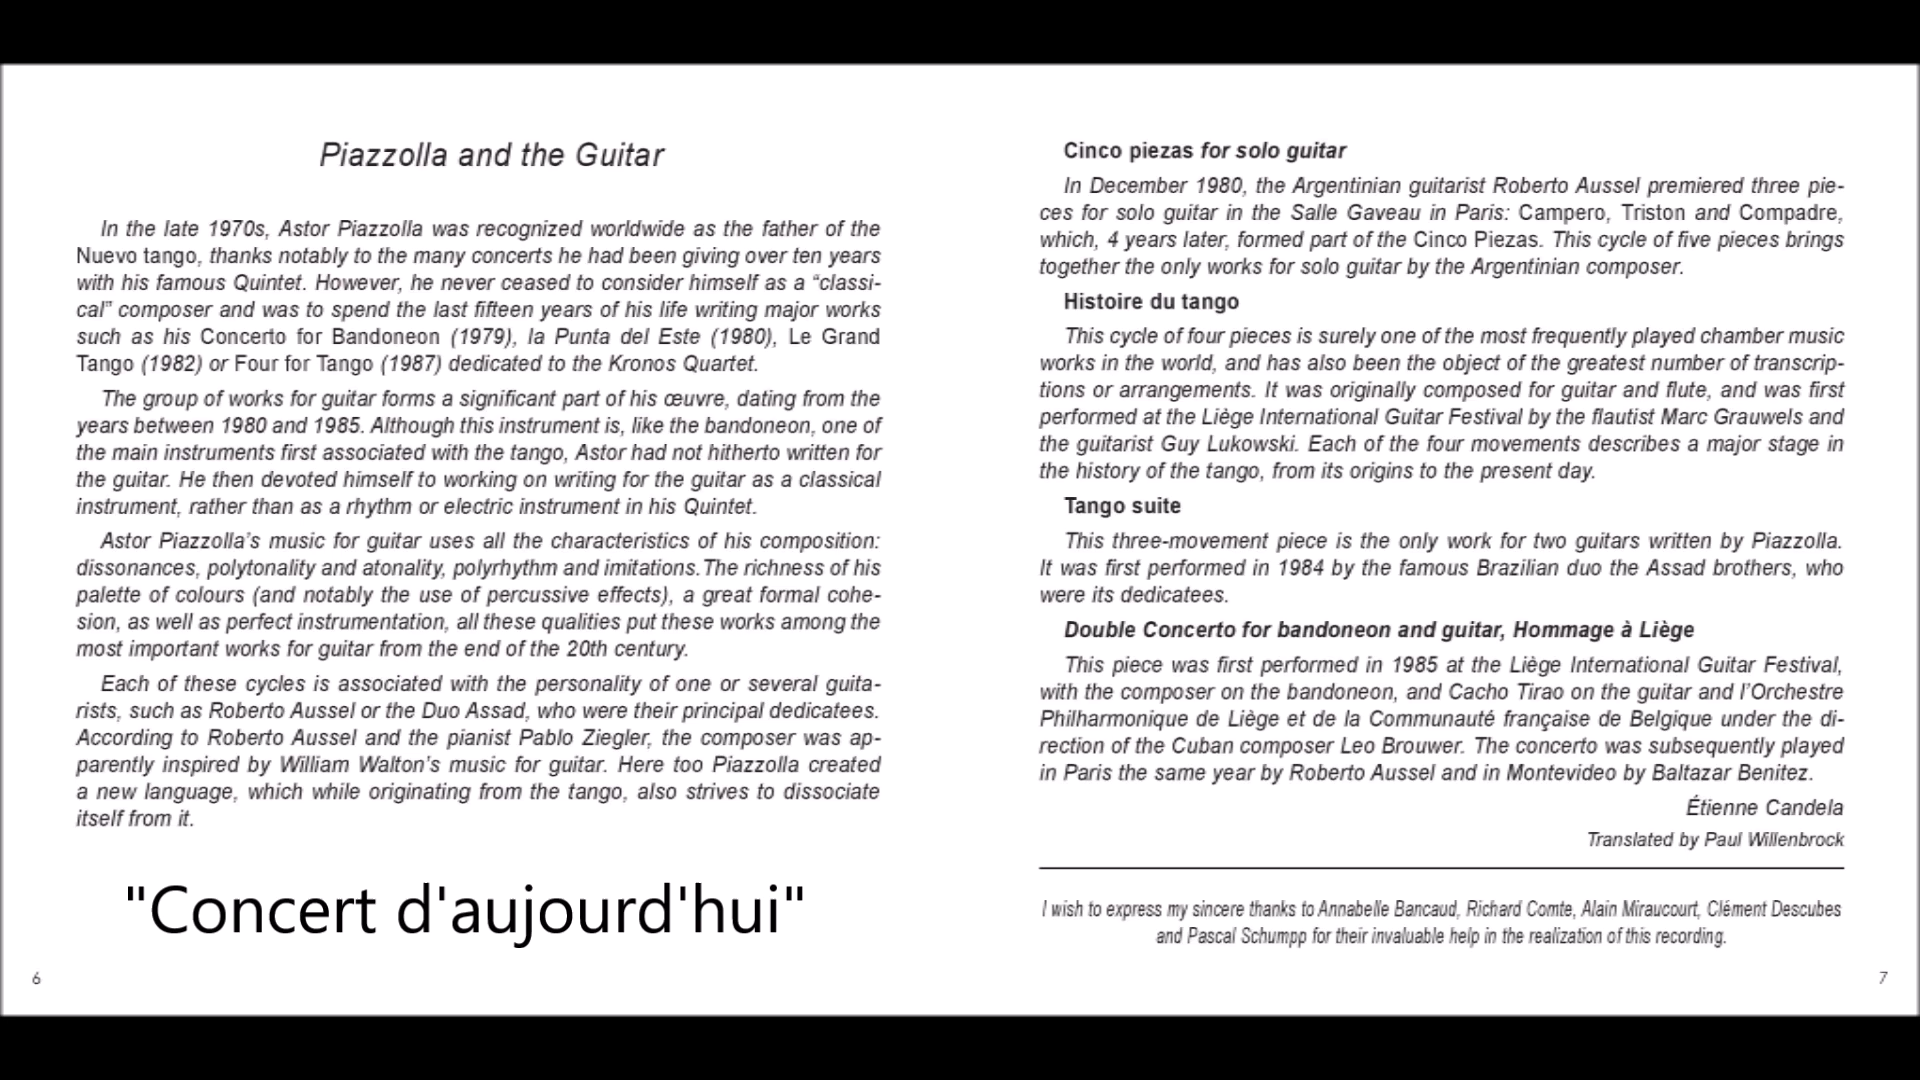 Piazzolla and the Guitar
In the late 1970s, Astor Piazzolla was recognized worldwide as the father of the
Nuevo tango, thanks notably to the many concerts he had been giving over ten years
with his famous Quintet. However, he never ceased to consider himself as a “classi-
cal” composer and was to spend the last fifteen years of his life writing major works
such as his Concerto for Bandoneon (1979), la Punta del Este (1980), Le Grand
Tango (1982) or Four for Tango (1987) dedicated to the Kronos Quartet.
The group of works for guitar forms a significant part of his œuvre, dating from the
years between 1980 and 1985. Although this instrument is, like the bandoneon, one of
the main instruments first associated with the tango, Astor had not hitherto written for
the guitar. He then devoted himself to working on writing for the guitar as a classical
instrument, rather than as a rhythm or electric instrument in his Quintet.
Astor Piazzolla’s music for guitar uses all the characteristics of his composition:
dissonances, polytonality and atonality, polyrhythm and imitations. The richness of his
palette of colours (and notably the use of percussive effects), a great formal cohe-
sion, as well as perfect instrumentation, all these qualities put these works among the
most important works for guitar from the end of the 20th century.
Each of these cycles is associated with the personality of one or several guita-
rists, such as Roberto Aussel or the Duo Assad, who were their principal dedicatees.
According to Roberto Aussel and the pianist Pablo Ziegler, the composer was ap-
parently inspired by William Walton’s music for guitar. Here too Piazzolla created
a new language, which while originating from the tango, also strives to dissociate
itself from it.
"Concert d'aujourd'hui"
6
Cinco piezas for solo guitar
In December 1980, the Argentinian guitarist Roberto Aussel premiered three pie-
ces for solo guitar in the Salle Gaveau in Paris: Campero, Triston and Compadre,
which, 4 years later, formed part of the Cinco Piezas. This cycle of five pieces brings
together the only works for solo guitar by the Argentinian composer.
Histoire du tango
This cycle of four pieces is surely one of the most frequently played chamber music
works in the world, and has also been the object of the greatest number of transcrip-
tions or arrangements. It was originally composed for guitar and flute, and was first
performed at the Liège International Guitar Festival by the flautist Marc Grauwels and
the guitarist Guy Lukowski. Each of the four movements describes a major stage in
the history of the tango, from its origins to the present day.
Tango suite
This three-movement piece is the only work for two guitars written by Piazzolla.
It was first performed in 1984 by the famous Brazilian duo the Assad brothers, who
were its dedicatees.
Double Concerto for bandoneon and guitar, Hommage à Liège
This piece was first performed in 1985 at the Liège International Guitar Festival,
with the composer on the bandoneon, and Cacho Tirao on the guitar and l’Orchestre
Philharmonique de Liège et de la Communauté française de Belgique under the di-
rection of the Cuban composer Leo Brouwer. The concerto was subsequently played
in Paris the same year by Roberto Aussel and in Montevideo by Baltazar Benitez.
Étienne Candela
Translated by Paul Willenbrock
I wish to express my sincere thanks to Annabelle Bancaud, Richard Comte, Alain Miraucourt, Clément Descubes
and Pascal Schumpp for their invaluable help in the realization of this recording.
7